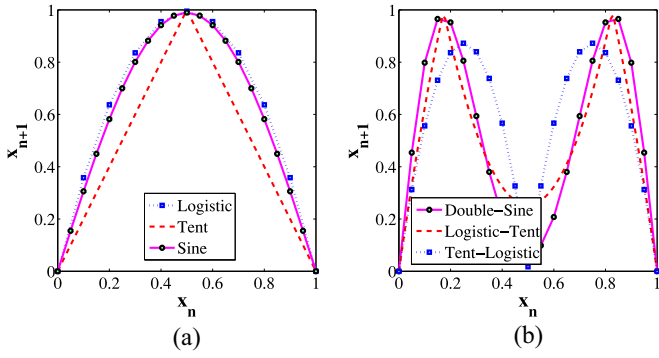 1
0.8
0.6
0.4
0.2
0
x_{n+1}
0 0.2 0.4 0.6 0.8 1
x_n
Logistic
Tent
Sine
(a)
1
0.8
0.6
0.4
0.2
0
x_{n+1}
0 0.2 0.4 0.6 0.8 1
x_n
Double−Sine
Logistic−Tent
Tent−Logistic
(b)